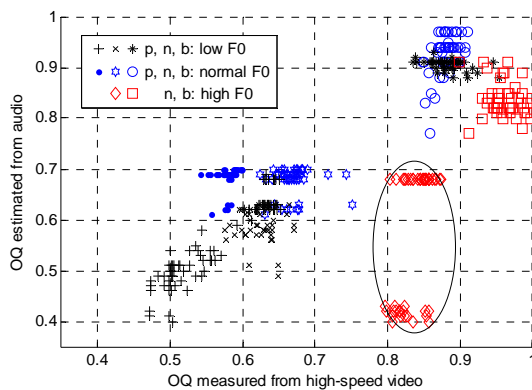 1
0.9
0.8
0.7
0.6
0.5
0.4
OQ estimated from audio
p, n, b: low F0
p, n, b: normal F0
n, b: high F0
0.4 0.5 0.6 0.7 0.8 0.9 1
OQ measured from high-speed video